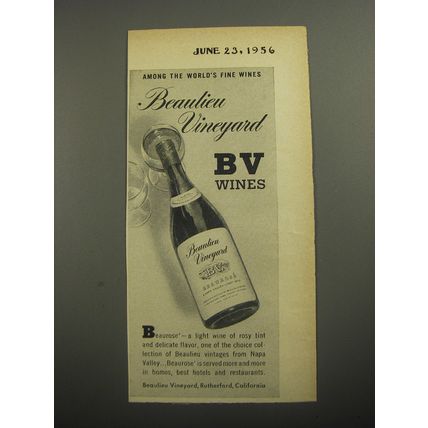 JUNE 23, 1956
AMONG THE WORLD'S FINE WINES
Beaulieu
Vineyard
BV
WINES
Beaulieu
Vineyard
BV
BEAUROSÉ
Beaurosé—a light wine of rosy tint
and delicate flavor, one of the choice col-
lection of Beaulieu vintages from Napa
Valley...Beaurosé is served more and more
in homes, best hotels and restaurants.
Beaulieu Vineyard, Rutherford, California